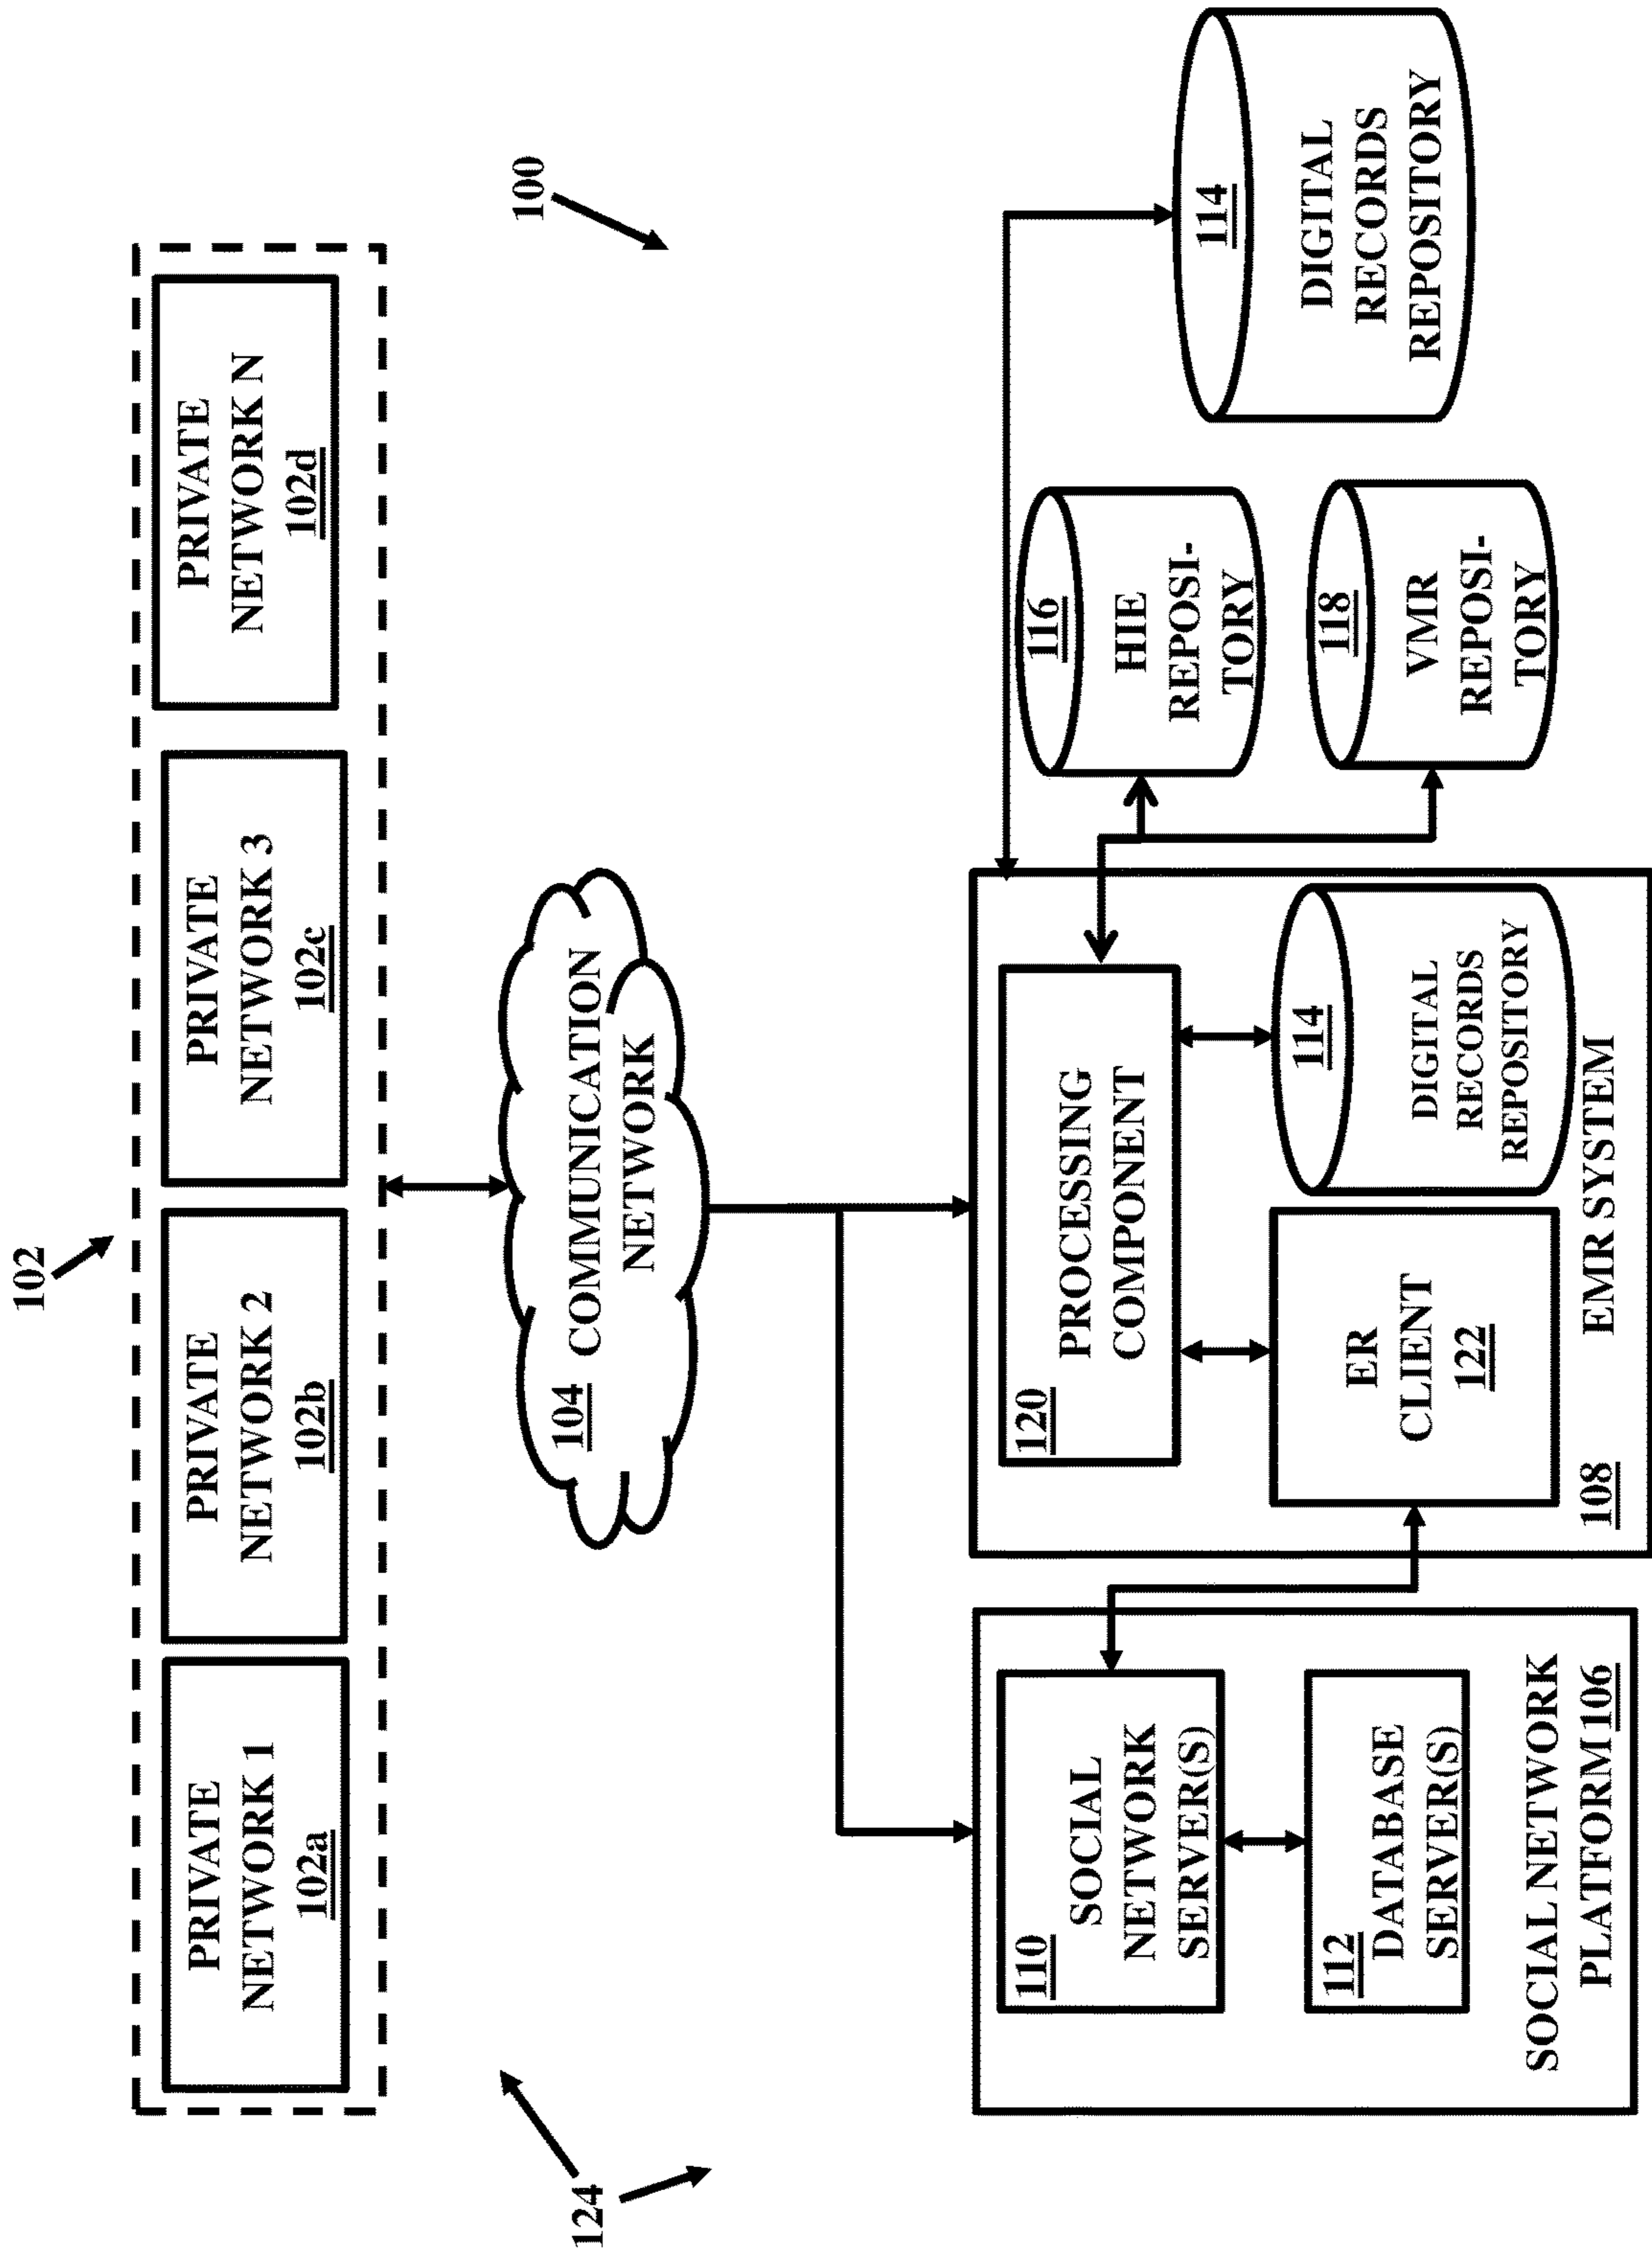 102
PRIVATE
NETWORK 1
102a
PRIVATE
NETWORK 2
102b
PRIVATE
NETWORK 3
102c
PRIVATE
NETWORK N
102d
124
100
104
COMMUNICATION
NETWORK
110
SOCIAL
NETWORK
SERVER(S)
112
DATABASE
SERVER(S)
SOCIAL NETWORK
PLATFORM 106
120
PROCESSING
COMPONENT
ER
CLIENT
122
114
DIGITAL
RECORDS
REPOSITORY
108
EMR SYSTEM
116
HIE
REPOSI-
TORY
118
VMR
REPOSI-
TORY
114
DIGITAL
RECORDS
REPOSITORY